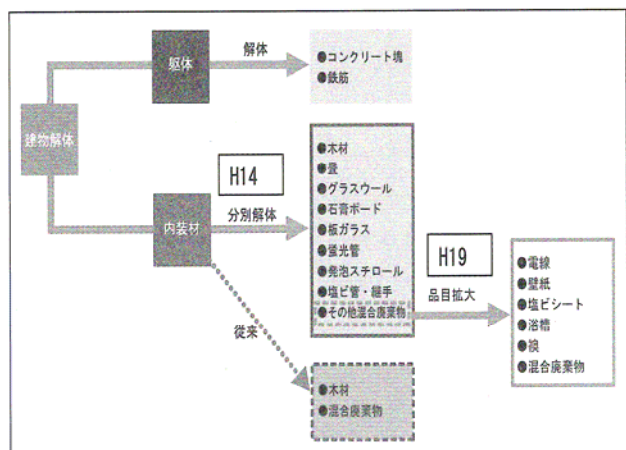 建物解体
躯体
解体
●コンクリート塊
●鉄筋
内装材
H14
分別解体
●木材
●畳
●グラスウール
●石膏ボード
●板ガラス
●蛍光管
●発泡スチロール
●塩ビ管・継手
●その他混合廃棄物
H19
品目拡大
●電線
●壁紙
●塩ビシート
●浴槽
●襖
●混合廃棄物
従来
●木材
●混合廃棄物